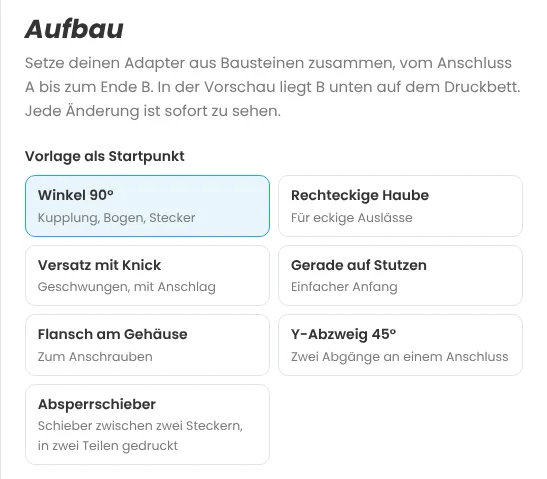 Aufbau
Setze deinen Adapter aus Bausteinen zusammen, vom Anschluss
A bis zum Ende B. In der Vorschau liegt B unten auf dem Druckbett.
Jede Änderung ist sofort zu sehen.
Vorlage als Startpunkt
Winkel 90°
Kupplung, Bogen, Stecker
Rechteckige Haube
Für eckige Auslässe
Versatz mit Knick
Geschwungen, mit Anschlag
Gerade auf Stutzen
Einfacher Anfang
Flansch am Gehäuse
Zum Anschrauben
Y-Abzweig 45°
Zwei Abgänge an einem Anschluss
Absperrschieber
Schieber zwischen zwei Steckern,
in zwei Teilen gedruckt